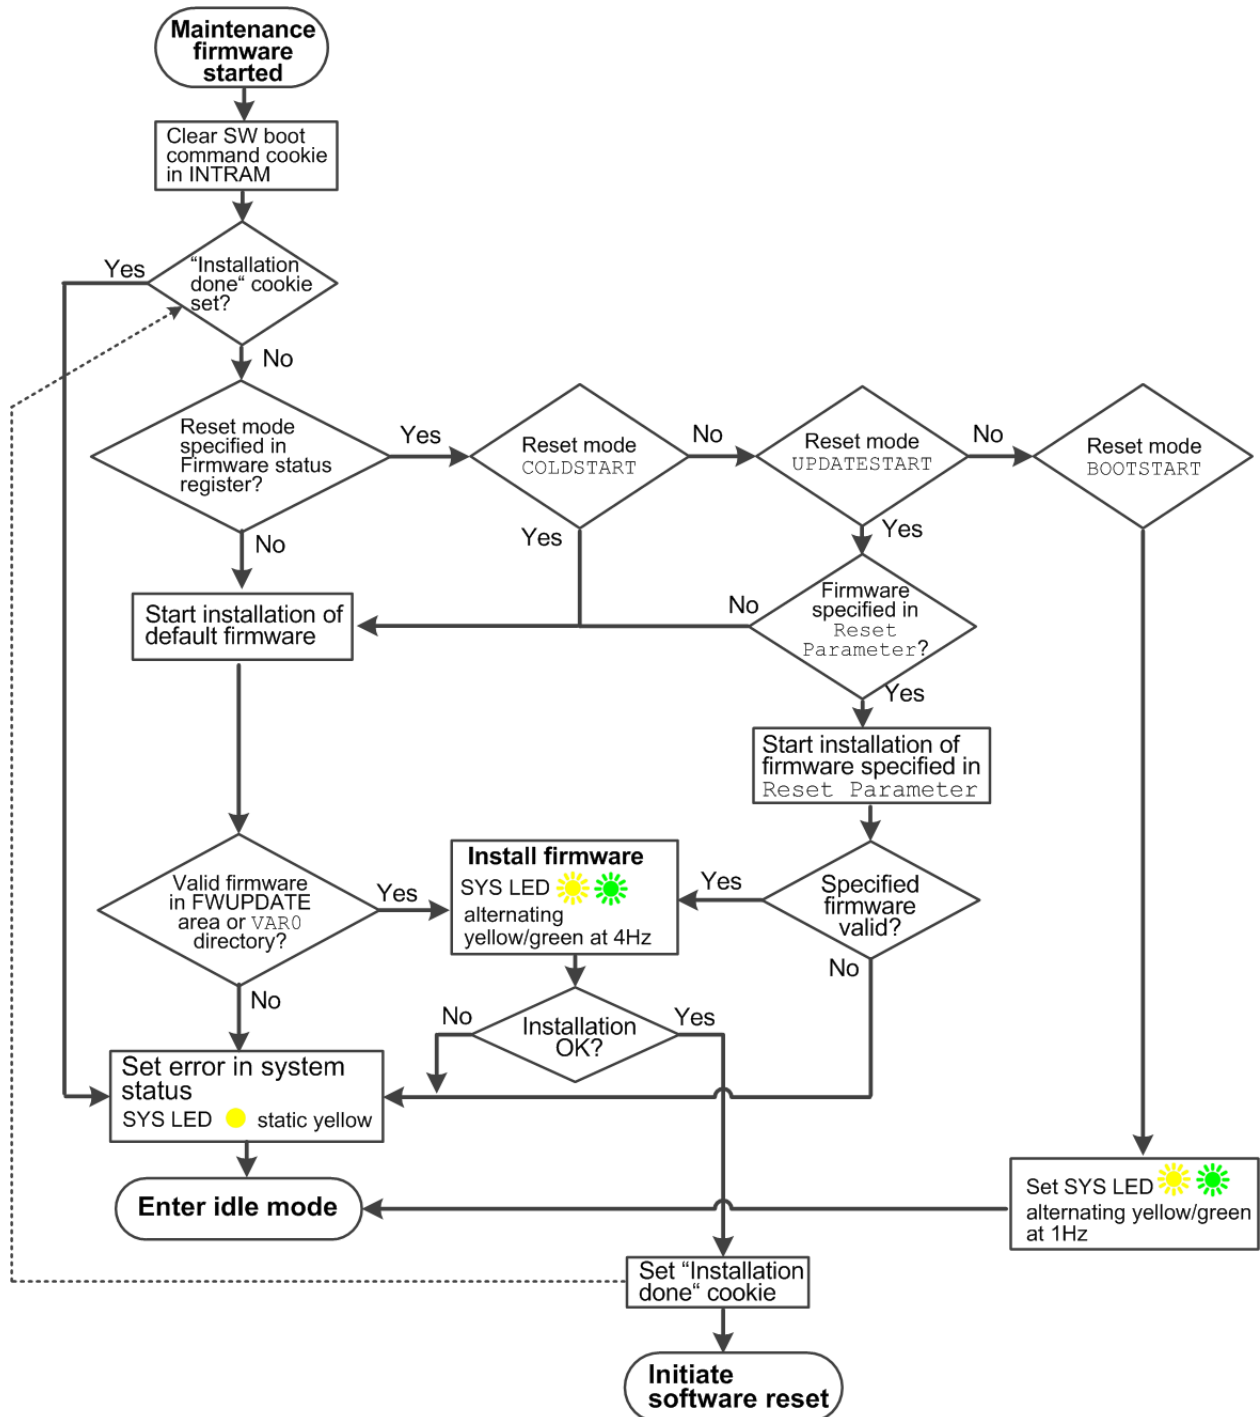 Maintenance
firmware
started
Clear SW boot
command cookie
in INTRAM
Yes
“Installation
done“ cookie
set?
No
Reset mode
specified in
Firmware status
register?
Yes
Reset mode
COLDSTART
No
Reset mode
UPDATESTART
No
Reset mode
BOOTSTART
No
Yes
Yes
Start installation of
default firmware
No
Firmware
specified in
Reset
Parameter?
Yes
Start installation of
firmware specified in
Reset Parameter
Valid firmware
in FWUPDATE
area or VAR0
directory?
Yes
Install firmware
SYS LED
alternating
yellow/green at 4Hz
Yes
Specified
firmware
valid?
No
No
No
Installation
OK?
Yes
Set error in system
status
SYS LED static yellow
Enter idle mode
Set SYS LED
alternating yellow/green
at 1Hz
Set “Installation
done“ cookie
Initiate
software reset